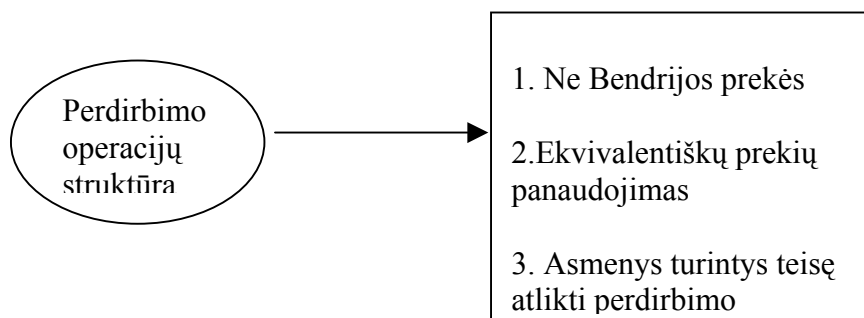 Perdirbimo
operacijų
struktūra
1. Ne Bendrijos prekės
2.Ekvivalentiškų prekių
panaudojimas
3. Asmenys turintys teisę
atlikti perdirbimo